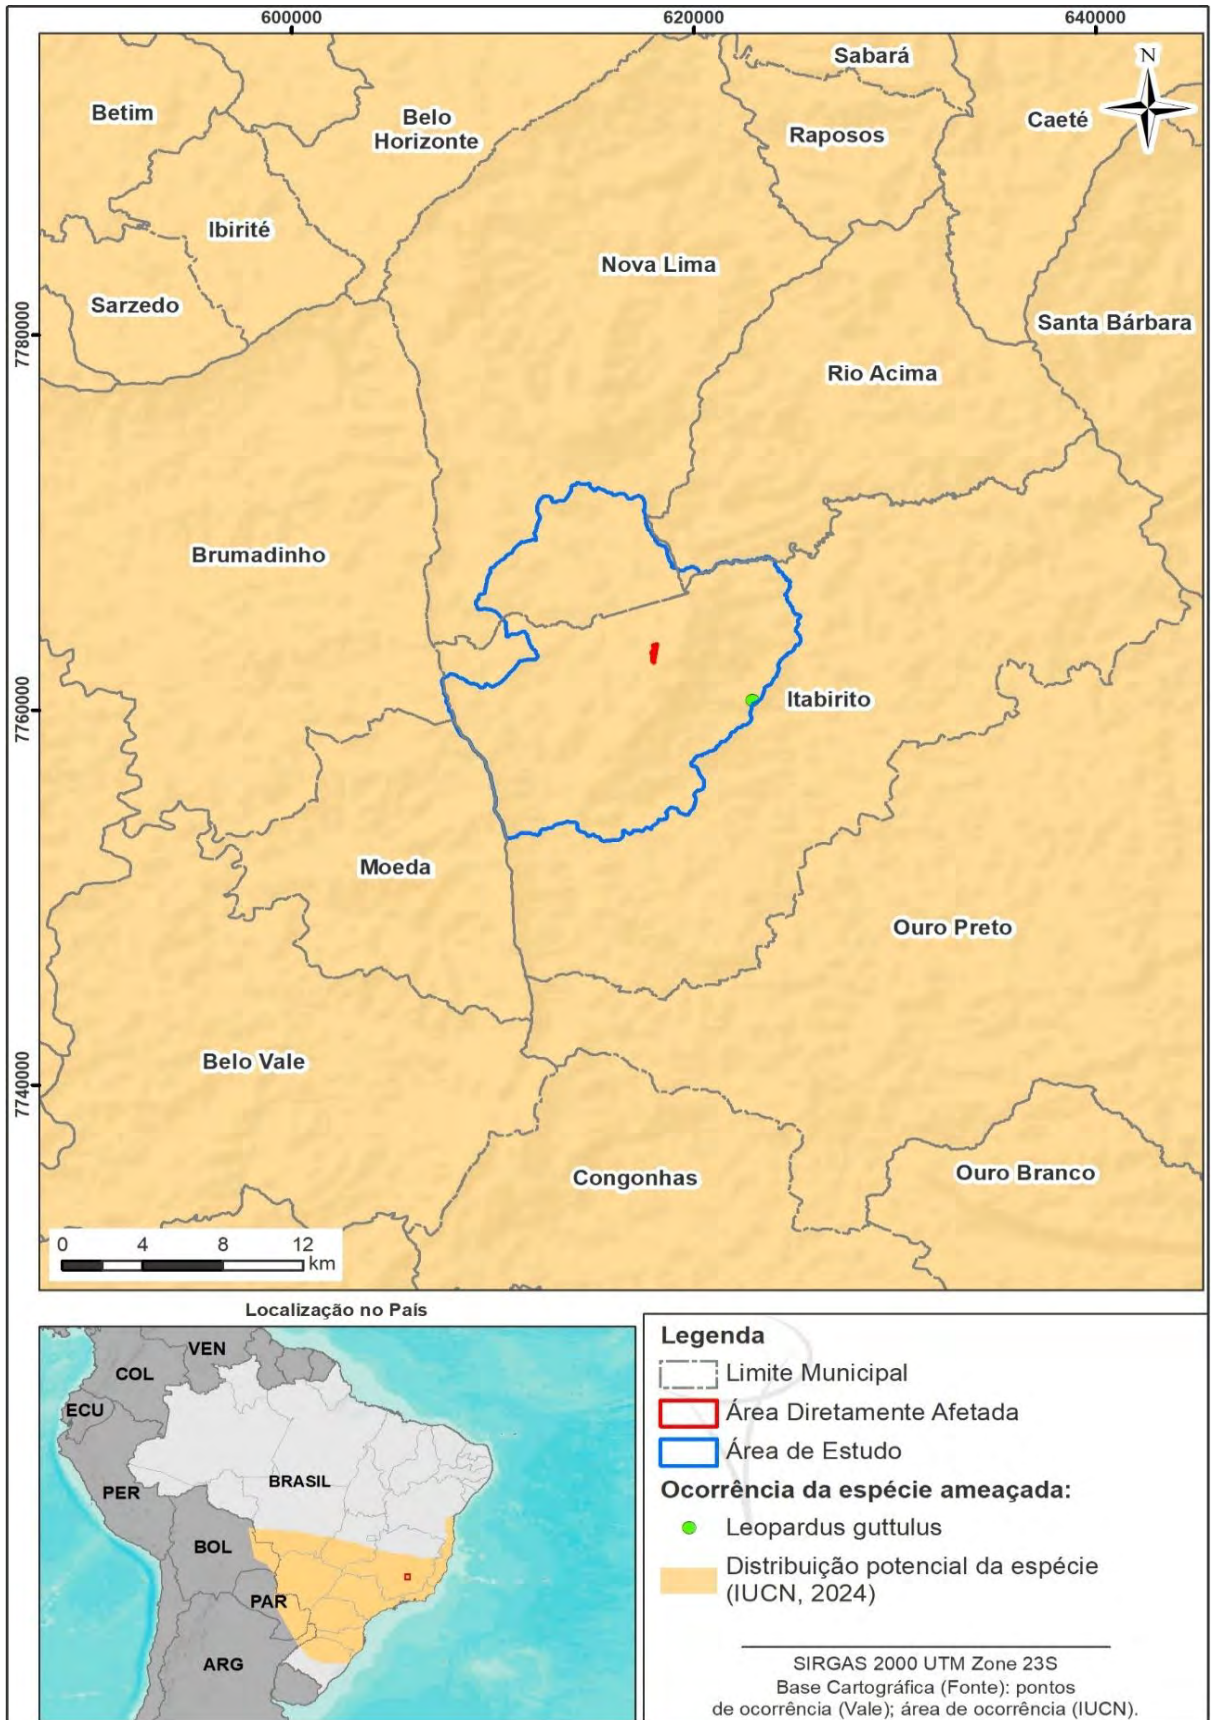 600000
620000
640000
Sabará
Betim
Belo
Horizonte
Raposos
Caeté
N
Ibirité
Nova Lima
Sarzedo
7780000
Santa Bárbara
Rio Acima
Brumadinho
7760000
Itabirito
Moeda
Ouro Preto
Belo Vale
7740000
Congonhas
Ouro Branco
0 4 8 12
km
Localização no País
VEN
COL
ECU
PER
BRASIL
BOL
PAR
ARG
Legenda
Limite Municipal
Área Diretamente Afetada
Área de Estudo
Ocorrência da espécie ameaçada:
Leopardus guttulus
Distribuição potencial da espécie
(IUCN, 2024)
SIRGAS 2000 UTM Zone 23S
Base Cartográfica (Fonte): pontos
de ocorrência (Vale); área de ocorrência (IUCN).